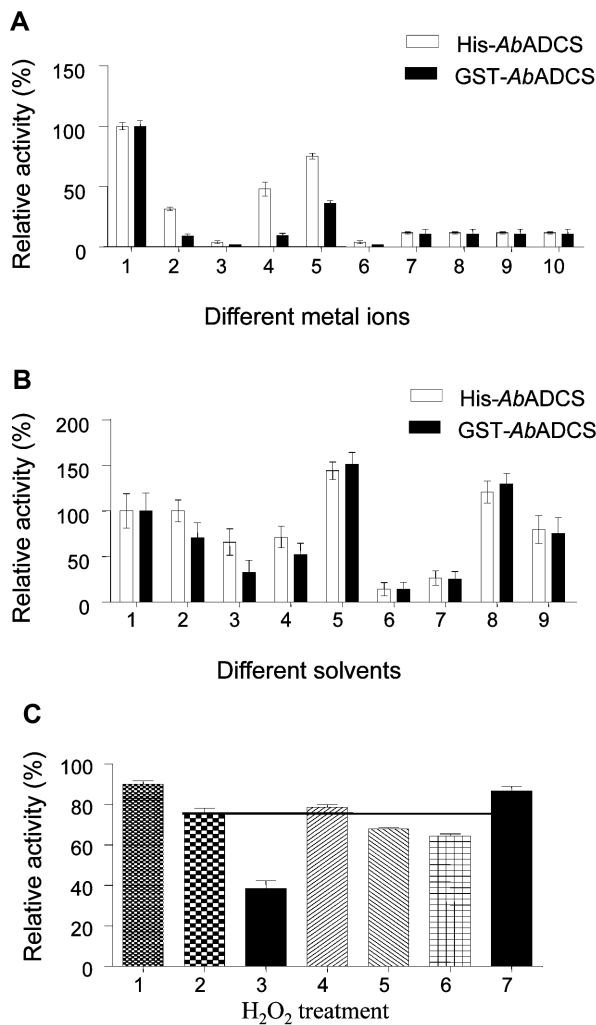 A
His-AbADCS
GST-AbADCS
Relative activity (%)
150
100
50
0
1 2 3 4 5 6 7 8 9 10
Different metal ions
B
His-AbADCS
GST-AbADCS
Relative activity (%)
200
150
100
50
0
1 2 3 4 5 6 7 8 9
Different solvents
C
Relative activity (%)
100
80
60
40
20
0
1 2 3 4 5 6 7
H₂O₂ treatment